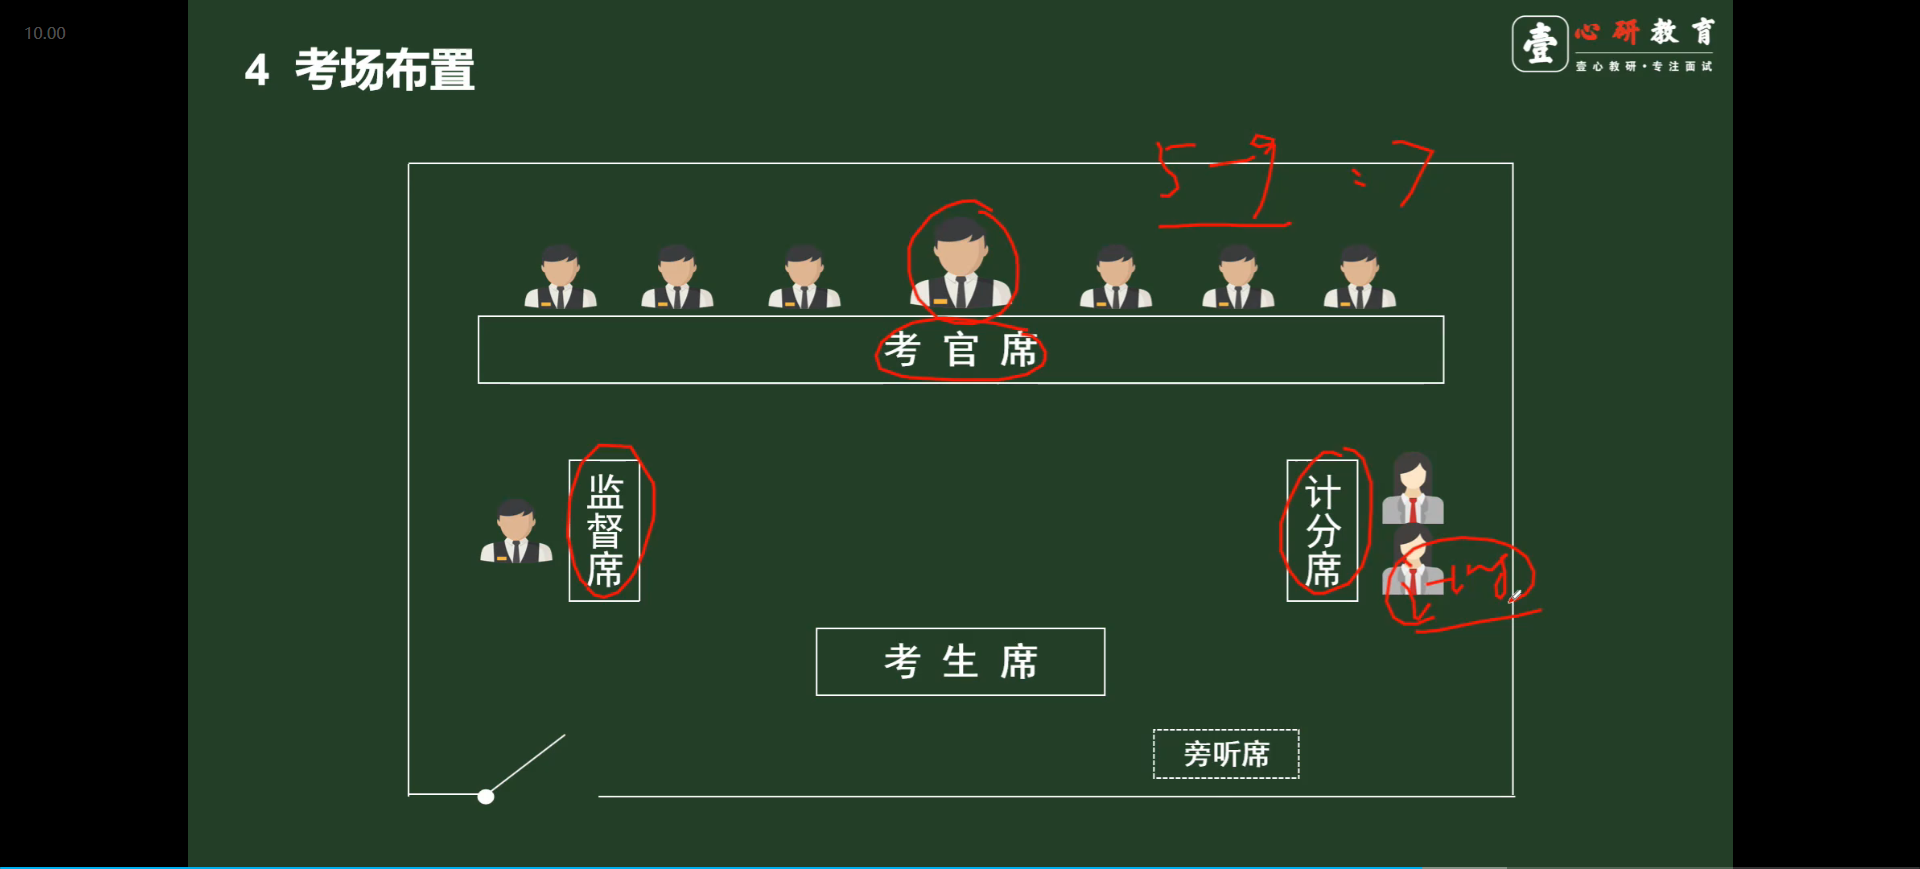 10.00
壹 心研教育
壹心教研·专注面试
4 考场布置
5-9 : 7
考官席
监督席
计分席
考生席
旁听席